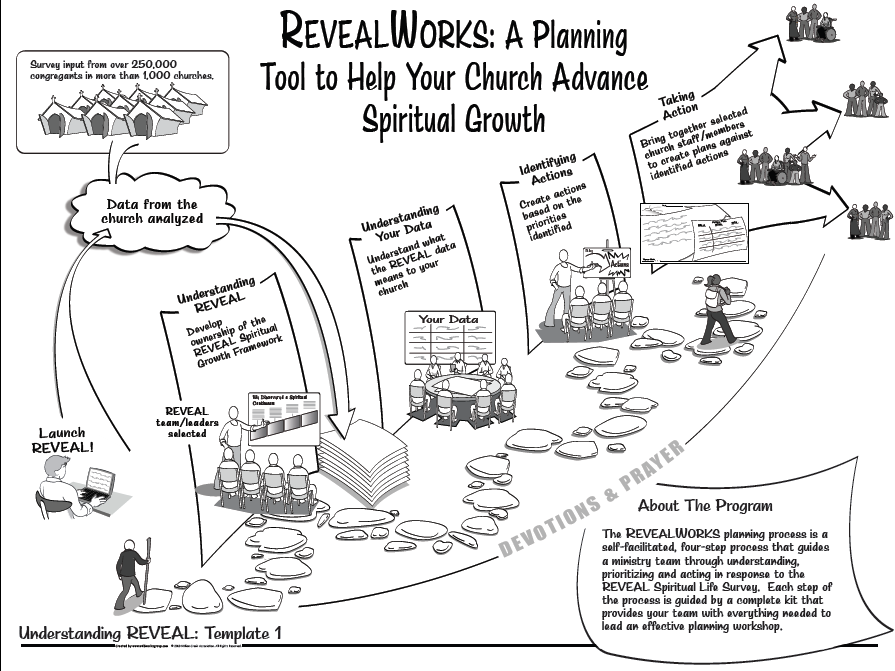 REVEALWORKS: A Planning
Tool to Help Your Church Advance
Spiritual Growth
Survey input from over 250,000
congregants in more than 1,000 churches.
Data from the
church analyzed
Launch
REVEAL!
Understanding
REVEAL
Develop
ownership of the
REVEAL Spiritual
Growth Framework
REVEAL
team/leaders
selected
Understanding
Your Data
Understand what
the REVEAL data
means to your
church
Your Data
Identifying
Actions
Create actions
based on the
priorities
identified
Actions
Taking
Action
Bring together selected
church staff/members
to create plans against
identified actions
DEVOTIONS & PRAYER
About The Program
The REVEALWORKS planning process is a
self-facilitated, four-step process that guides
a ministry team through understanding,
prioritizing and acting in response to the
REVEAL Spiritual Life Survey. Each step of
the process is guided by a complete kit that
provides your team with everything needed to
lead an effective planning workshop.
Understanding REVEAL: Template 1